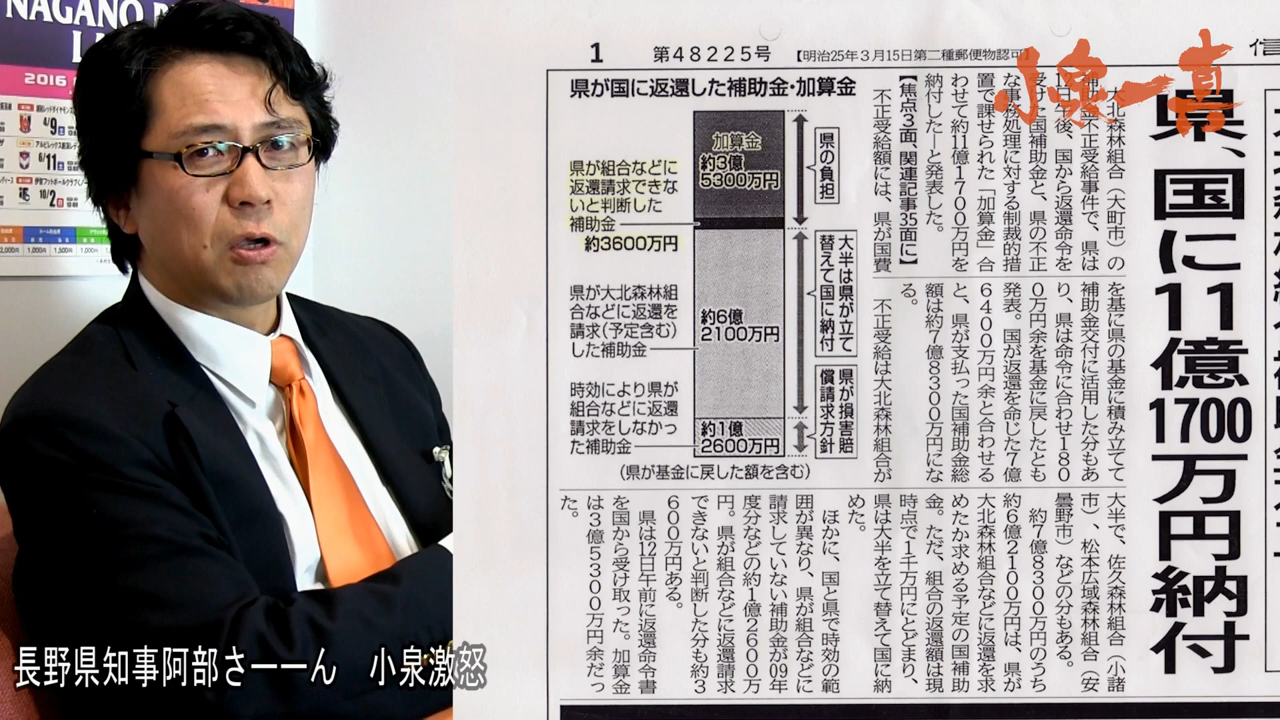 NAGANO
2016
4/9
6/11
10/2
長野県知事阿部さーーん　小泉激怒
小泉一真
1　第48225号　【明治25年3月15日第二種郵便物認可】
県、国に11億1700万円納付
県が国に返還した補助金・加算金
加算金
約3億
5300万円
県の負担
県が組合などに
返還請求できな
いと判断した
補助金
約3600万円
大半は県が立て
替えて国に納付
県が大北森林組
合などに返還を
請求（予定含む）
した補助金
約6億
2100万円
県が損害賠
償請求方針
時効により県が
組合などに返還
請求をしなかっ
た補助金
約1億
2600万円
（県が基金に戻した額を含む）
大北森林組合（大町市）の
補助金不正受給事件で、県は
12日午後、国から返還命令を
受けた国補助金と、県の不正
な事務処理に対する制裁的措
置で課せられた「加算金」合
わせて約11億1700万円を
納付した―と発表した。
【焦点3面、関連記事35面に】
不正受給額には、県が国費
を基に県の基金に積み立てて
補助金交付に活用した分もあ
り、県は命令に合わせ180
0万円余を基金に戻したとも
発表。国が返還を命じた7億
6400万円余と合わせる
と、県が支払った国補助金総
額は約7億8300万円にな
る。
不正受給は大北森林組合が
大半で、佐久森林組合（小諸
市）、松本広域森林組合（安
曇野市）などの分もある。
約7億8300万円のうち
約6億2100万円は、県が
大北森林組合などに返還を求
めたか求める予定の国補助
金。ただ、組合の返還額は現
時点で1千万円にとどまり、
県は大半を立て替えて国に納
めた。
ほかに、国と県で時効の範
囲が異なり、県が組合などに
請求していない補助金が09年
度分などの約1億2600万
円。県が組合などに返還請求
できないと判断した分も約3
600万円ある。
県は12日午前に返還命令書
を国から受け取った。加算金
は3億5300万円余だっ
た。